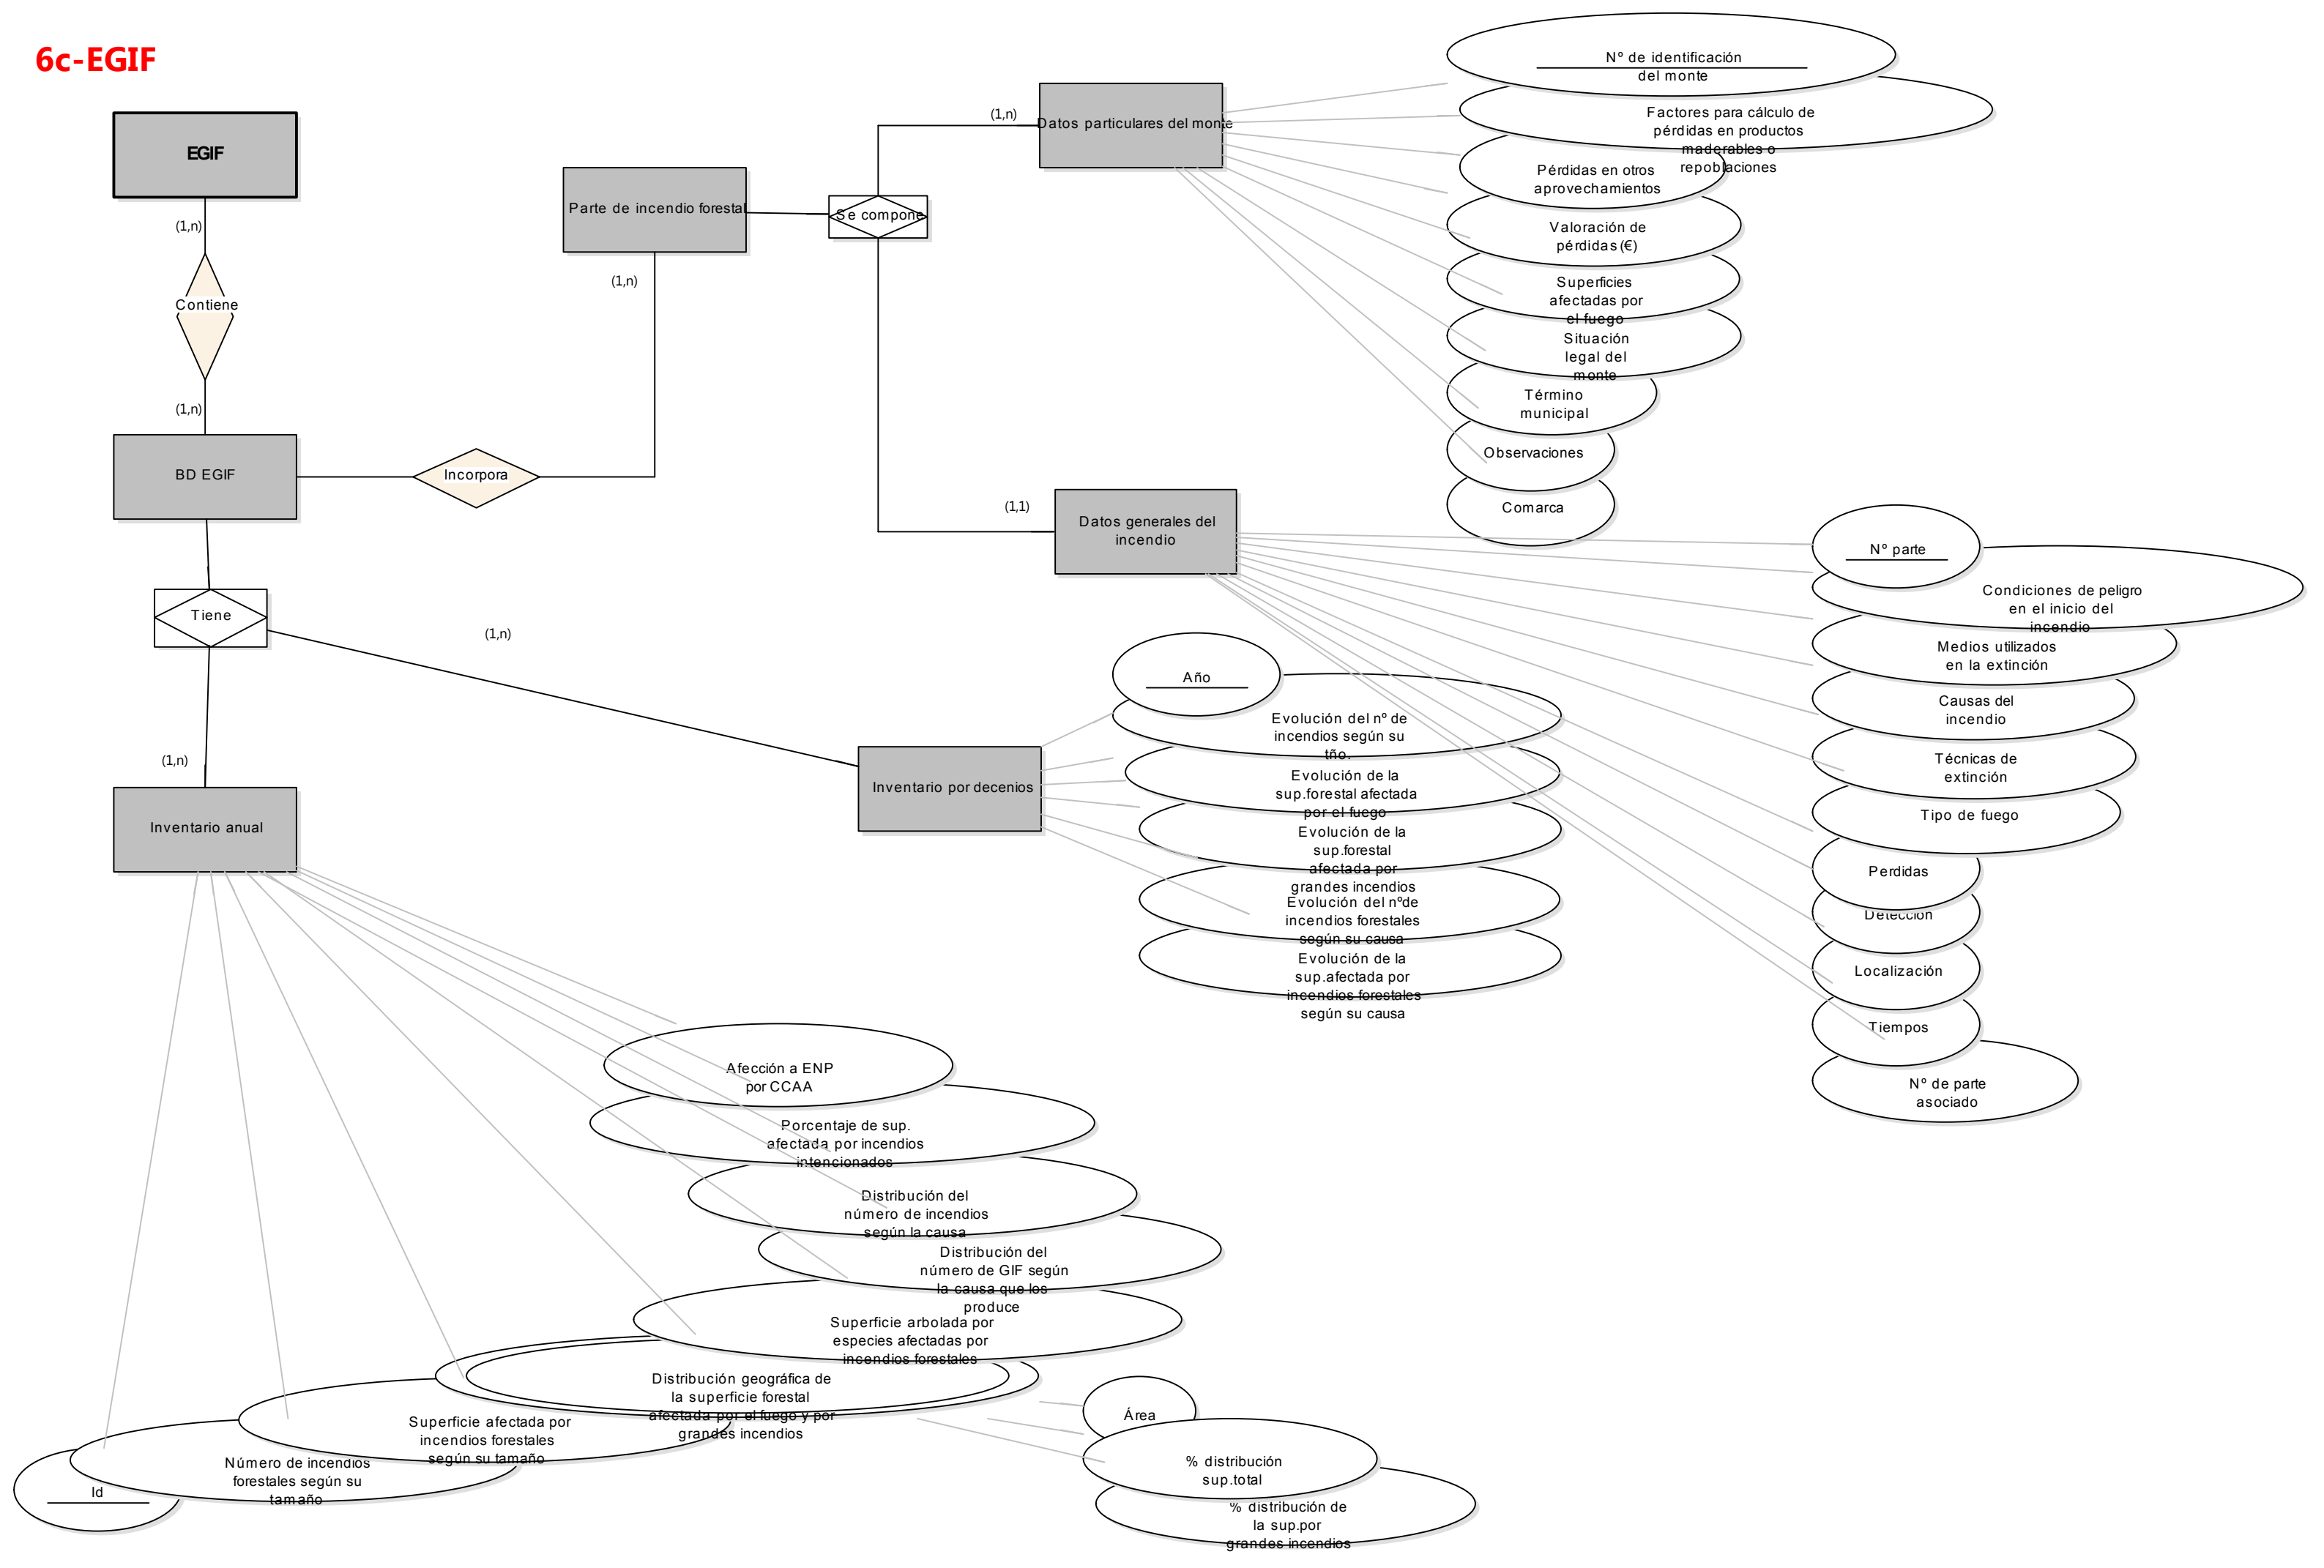 6c-EGIF
EGIF
(1,n)
Contiene
(1,n)
BD EGIF
Incorpora
(1,n)
Parte de incendio forestal
Se compone
(1,n)
Datos particulares del monte
Nº de identificación
del monte
Factores para cálculo de
pérdidas en productos
maderables o
repoblaciones
Pérdidas en otros
aprovechamientos
Valoración de
pérdidas (€)
Superficies
afectadas por
el fuego
Situación
legal del
monte
Término
municipal
Observaciones
Comarca
(1,1)
Datos generales del
incendio
Nº parte
Condiciones de peligro
en el inicio del
incendio
Medios utilizados
en la extinción
Causas del
incendio
Técnicas de
extinción
Tipo de fuego
Perdidas
Detección
Localización
Tiempos
Nº de parte
asociado
Tiene
(1,n)
Inventario por decenios
Año
Evolución del nº de
incendios según su
tño.
Evolución de la
sup.forestal afectada
por el fuego
Evolución de la
sup.forestal
afectada por
grandes incendios
Evolución del nºde
incendios forestales
según su causa
Evolución de la
sup.afectada por
incendios forestales
según su causa
(1,n)
Inventario anual
Afección a ENP
por CCAA
Porcentaje de sup.
afectada por incendios
intencionados
Distribución del
número de incendios
según la causa
Distribución del
número de GIF según
la causa que los
produce
Superficie arbolada por
especies afectadas por
incendios forestales
Distribución geográfica de
la superficie forestal
afectada por el fuego y por
grandes incendios
Superficie afectada por
incendios forestales
según su tamaño
Número de incendios
forestales según su
tamaño
Id
Área
% distribución
sup.total
% distribución de
la sup.por
grandes incendios